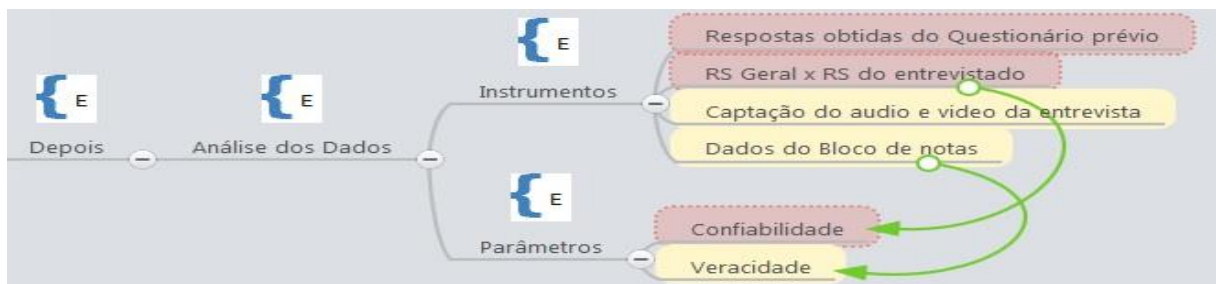 E
Respostas obtidas do Questionário prévio
RS Geral x RS do entrevistado
E
E
Instrumentos
Captação do audio e video da entrevista
Depois
Análise dos Dados
Dados do Bloco de notas
E
Confiabilidade
Parâmetros
Veracidade